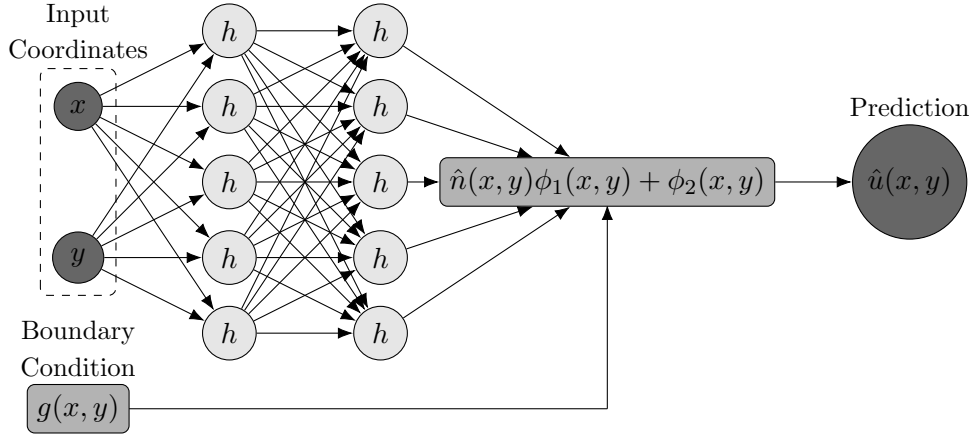 Input
Coordinates
x
y
h
h
h
h
h
h
h
h
h
h
n̂(x, y)ϕ₁(x, y) + ϕ₂(x, y)
Prediction
û(x, y)
Boundary
Condition
g(x, y)